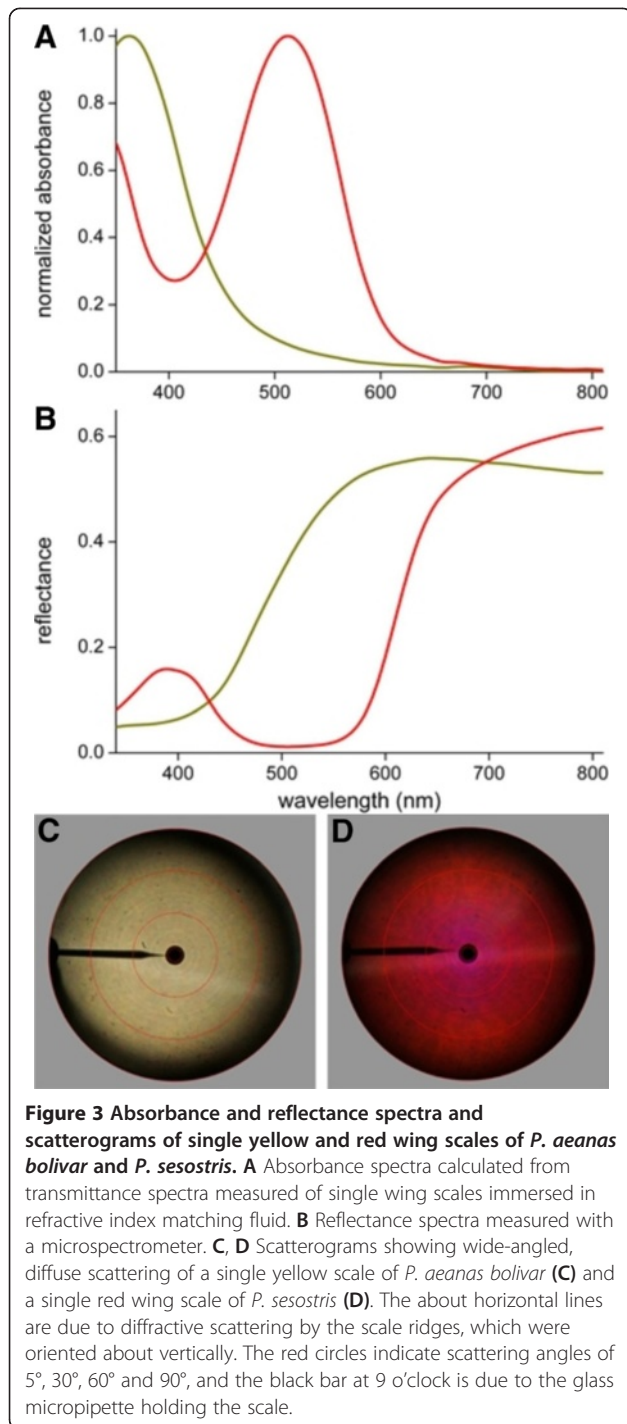 A
1.0
0.8
0.6
0.4
0.2
0.0
normalized absorbance
400 500 600 700 800
B
0.6
0.4
0.2
0.0
reflectance
400 500 600 700 800
wavelength (nm)
C
D
Figure 3 Absorbance and reflectance spectra and
scatterograms of single yellow and red wing scales of P. aeanas
bolivar and P. sesostris. A Absorbance spectra calculated from
transmittance spectra measured of single wing scales immersed in
refractive index matching fluid. B Reflectance spectra measured with
a microspectrometer. C, D Scatterograms showing wide-angled,
diffuse scattering of a single yellow scale of P. aeanas bolivar (C) and
a single red wing scale of P. sesostris (D). The about horizontal lines
are due to diffractive scattering by the scale ridges, which were
oriented about vertically. The red circles indicate scattering angles of
5°, 30°, 60° and 90°, and the black bar at 9 o’clock is due to the glass
micropipette holding the scale.